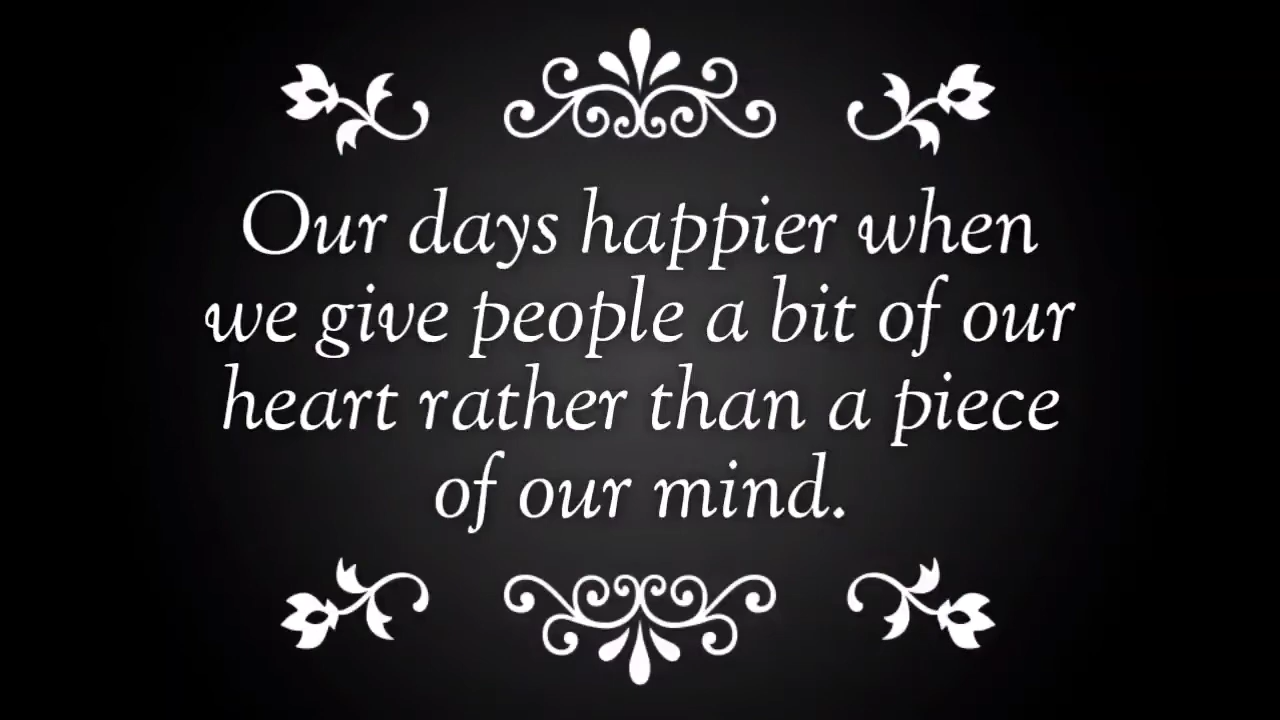 Our days happier when
we give people a bit of our
heart rather than a piece
of our mind.